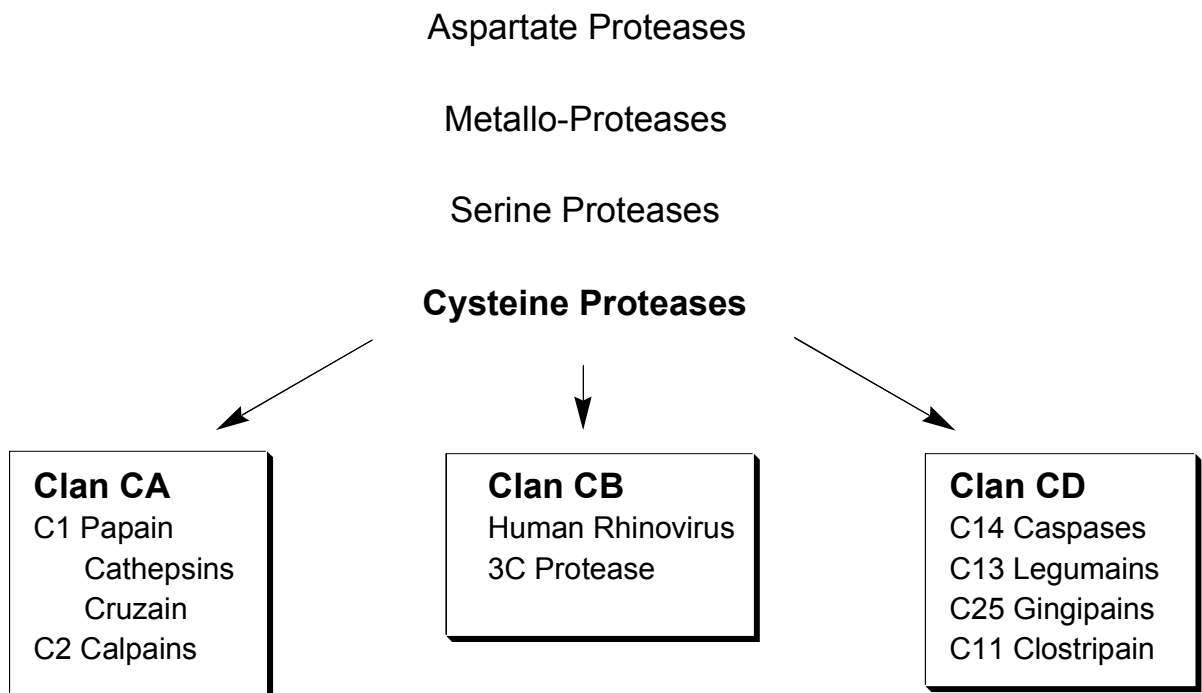 Aspartate Proteases
Metallo-Proteases
Serine Proteases
Cysteine Proteases
Clan CA
C1 Papain
Cathepsins
Cruzain
C2 Calpains
Clan CB
Human Rhinovirus
3C Protease
Clan CD
C14 Caspases
C13 Legumains
C25 Gingipains
C11 Clostripain